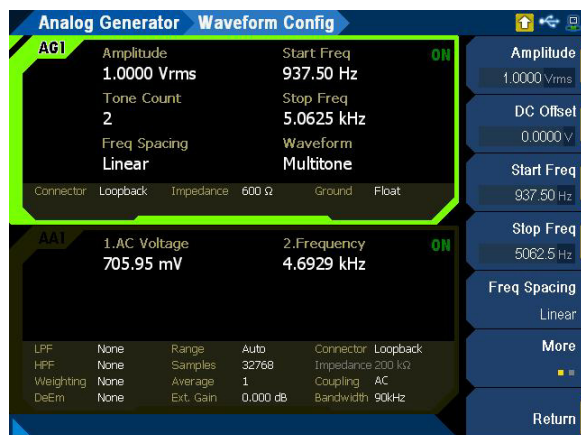 Analog Generator Waveform Config
AG1
Amplitude Start Freq ON
1.0000 Vrms 937.50 Hz
Tone Count Stop Freq
2 5.0625 kHz
Freq Spacing Waveform
Linear Multitone
Connector Loopback Impedance 600 Ω Ground Float
AA1
1.AC Voltage 2.Frequency ON
705.95 mV 4.6929 kHz
LPF None Range Auto Connector Loopback
HPF None Samples 32768 Impedance 200 kΩ
Weighting None Average 1 Coupling AC
DeEm None Ext. Gain 0.000 dB Bandwidth 90kHz
Amplitude
1.0000 Vrms
DC Offset
0.0000 V
Start Freq
937.50 Hz
Stop Freq
5062.5 Hz
Freq Spacing
Linear
More
Return